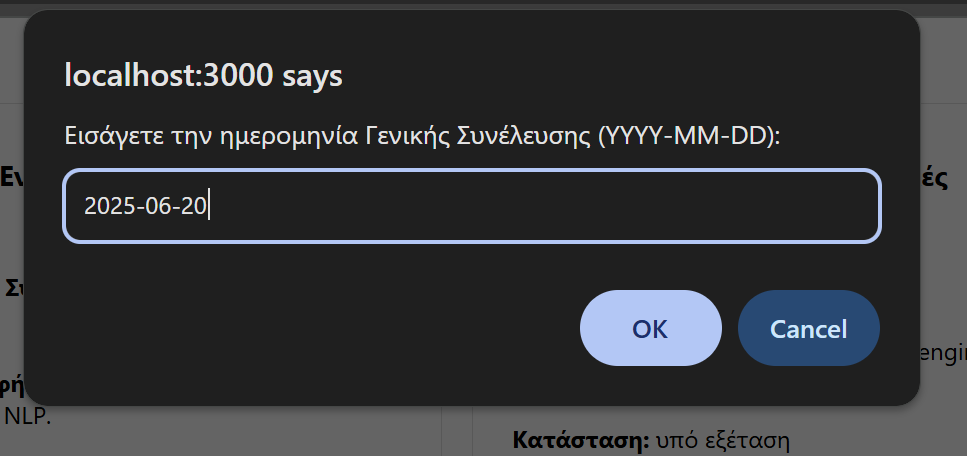 localhost:3000 says
Εισάγετε την ημερομηνία Γενικής Συνέλευσης (YYYY-MM-DD):
2025-06-20
OK
Cancel
NLP.
Κατάσταση: υπό εξέταση